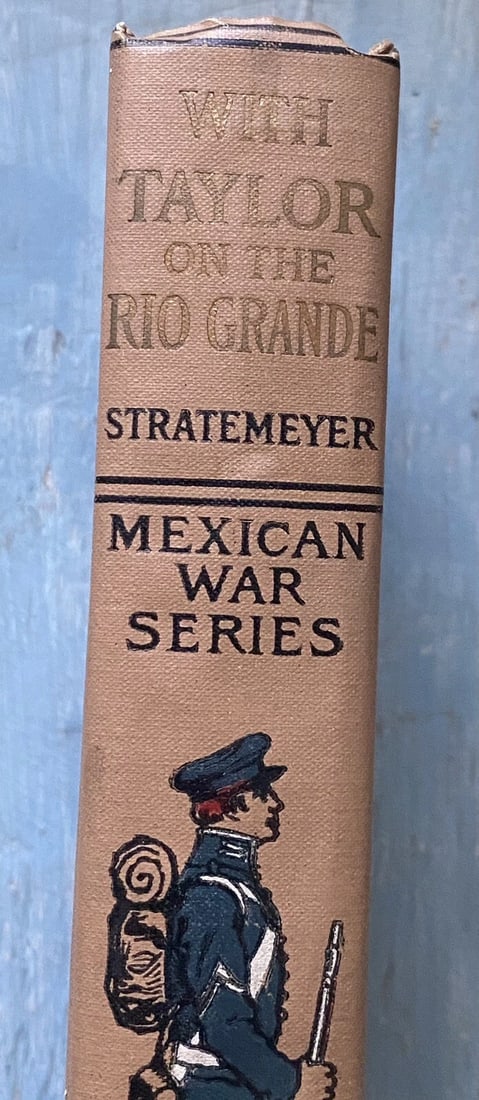 WITH
TAYLOR
ON THE
RIO GRANDE
STRATEMEYER
MEXICAN
WAR
SERIES